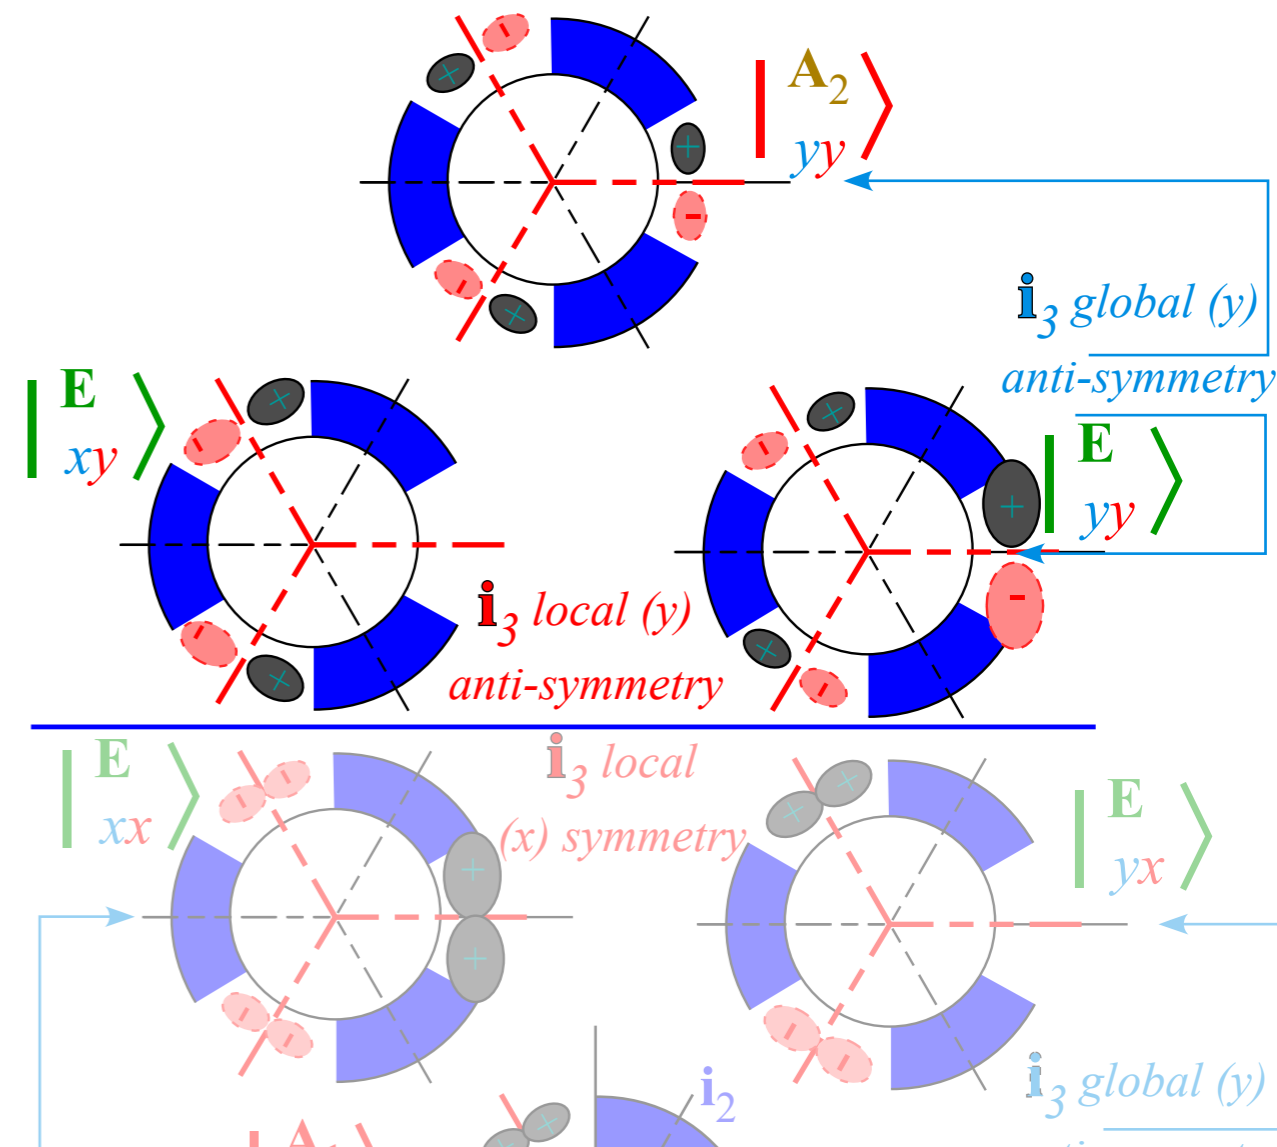 A₂
yy
i₃ global (y)
anti-symmetry
E
xy
E
yy
i₃ local (y)
anti-symmetry
E
xx
i₃ local
(x) symmetry
E
yx
i₃ global (y)
i₂
A